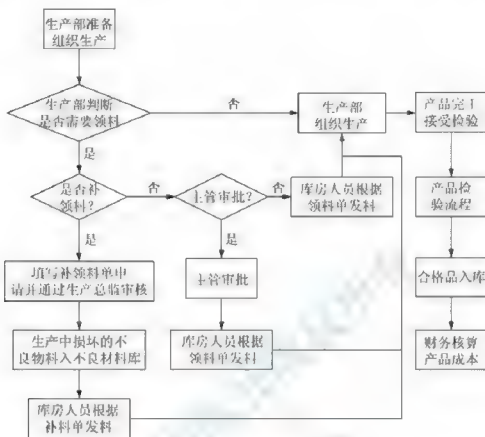 生产部准备
组织生产
生产部判断
是否需要领料
否
生产部
组织生产
产品完工
接受检验
是
是否补
领料？
否
主管审批？
否
库房人员根据
领料单发料
产品检
验流程
是
是
填写补领料单申
请并通过生产总监审核
主管审批
合格品入库
生产中损坏的不
良物料入不良材料库
库房人员根据
领料单发料
财务核算
产品成本
库房人员根据
补料单发料